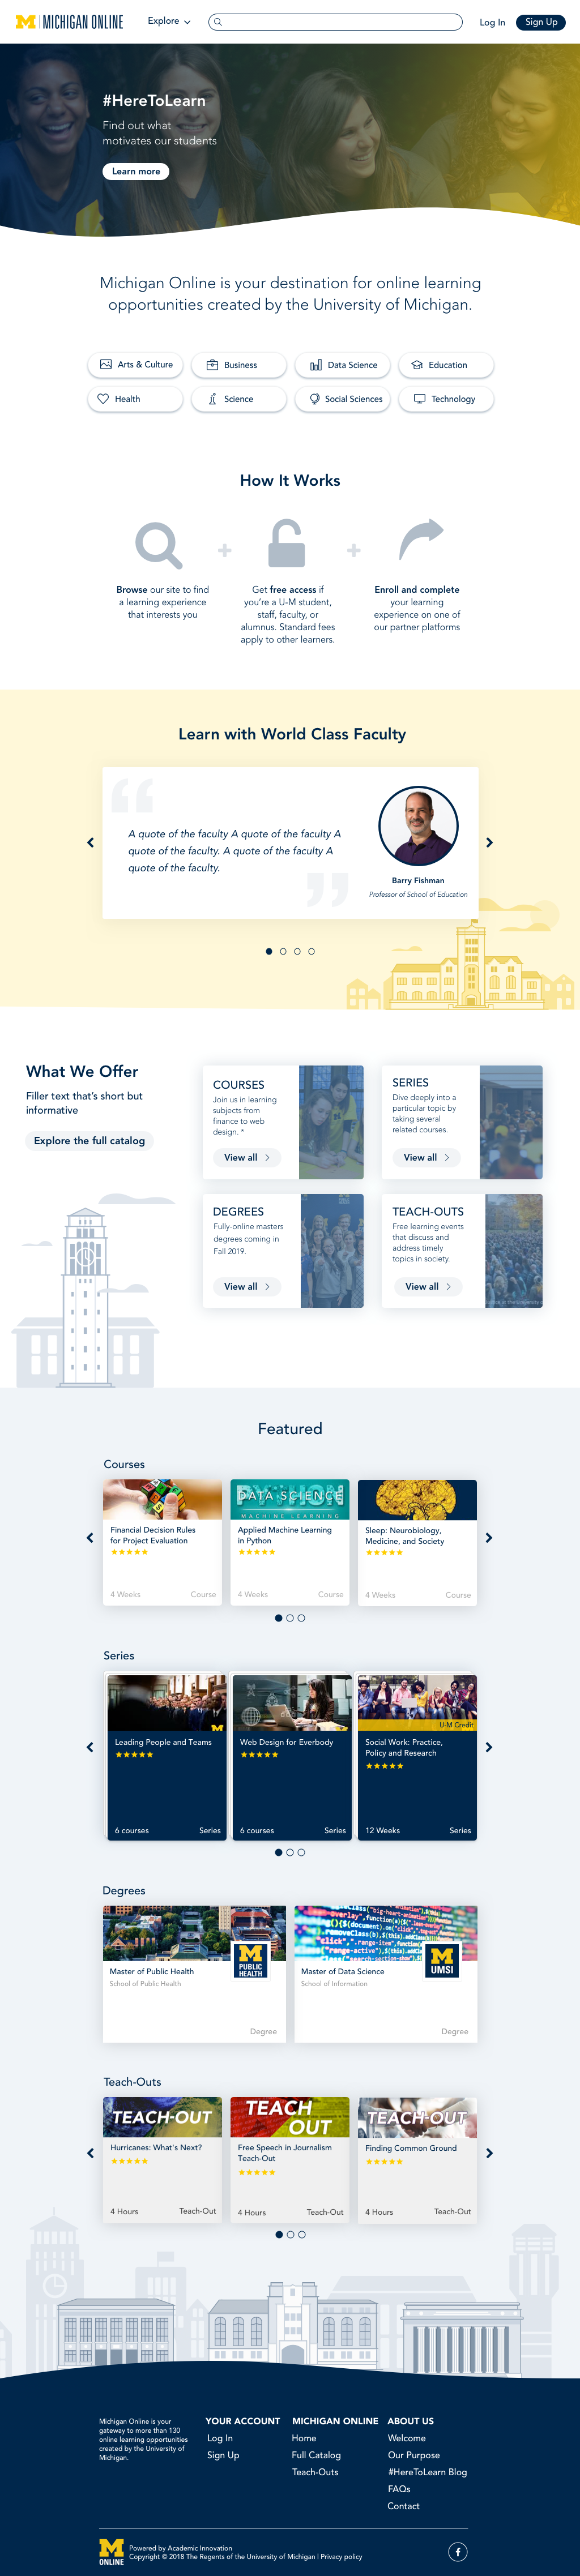 M | MICHIGAN ONLINE
Explore
Log In
Sign Up
#HereToLearn
Find out what
motivates our students
Learn more
Michigan Online is your destination for online learning
opportunities created by the University of Michigan.
Arts & Culture
Business
Data Science
Education
Health
Science
Social Sciences
Technology
How It Works
Browse our site to find
a learning experience
that interests you
Get free access if
you're a U-M student,
staff, faculty, or
alumnus. Standard fees
apply to other learners.
Enroll and complete
your learning
experience on one of
our partner platforms
Learn with World Class Faculty
A quote of the faculty A quote of the faculty A
quote of the faculty. A quote of the faculty A
quote of the faculty.
Barry Fishman
Professor of School of Education
What We Offer
Filler text that's short but
informative
Explore the full catalog
COURSES
Join us in learning
subjects from
finance to web
design. "
View all
SERIES
Dive deeply into a
particular topic by
taking several
related courses.
View all
DEGREES
Fully-online masters
degrees coming in
Fall 2019.
View all
TEACH-OUTS
Free learning events
that discuss and
address timely
topics in society.
View all
Featured
Courses
Financial Decision Rules
for Project Evaluation
4 Weeks
Course
PYTHON
DATA SCIENCE
MACHINE LEARNING
Applied Machine Learning
in Python
4 Weeks
Course
Sleep: Neurobiology,
Medicine, and Society
4 Weeks
Course
Series
Leading People and Teams
6 courses
Series
Web Design for Everbody
6 courses
Series
U-M Credit
Social Work: Practice,
Policy and Research
12 Weeks
Series
Degrees
M
PUBLIC
HEALTH
Master of Public Health
School of Public Health
Degree
M
UMSI
Master of Data Science
School of Information
Degree
Teach-Outs
TEACH-OUT
Hurricanes: What's Next?
4 Hours
Teach-Out
TEACH
OUT
Free Speech in Journalism
Teach-Out
4 Hours
Teach-Out
TEACH-OUT
Finding Common Ground
4 Hours
Teach-Out
Michigan Online is your
gateway to more than 130
online learning opportunities
created by the University of
Michigan.
YOUR ACCOUNT
Log In
Sign Up
MICHIGAN ONLINE
Home
Full Catalog
Teach-Outs
ABOUT US
Welcome
Our Purpose
#HereToLearn Blog
FAQs
Contact
M
ONLINE
Powered by Academic Innovation
Copyright © 2018 The Regents of the University of Michigan | Privacy policy
f